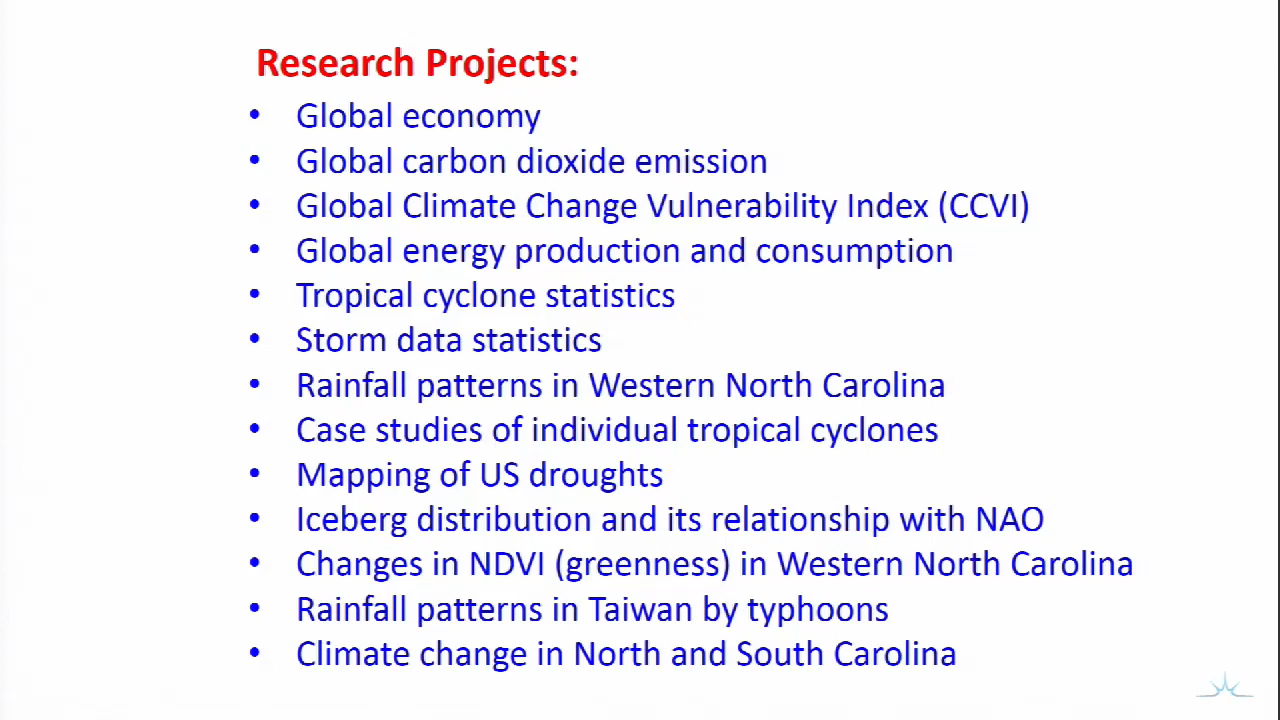 Research Projects:
• Global economy
• Global carbon dioxide emission
• Global Climate Change Vulnerability Index (CCVI)
• Global energy production and consumption
• Tropical cyclone statistics
• Storm data statistics
• Rainfall patterns in Western North Carolina
• Case studies of individual tropical cyclones
• Mapping of US droughts
• Iceberg distribution and its relationship with NAO
• Changes in NDVI (greenness) in Western North Carolina
• Rainfall patterns in Taiwan by typhoons
• Climate change in North and South Carolina